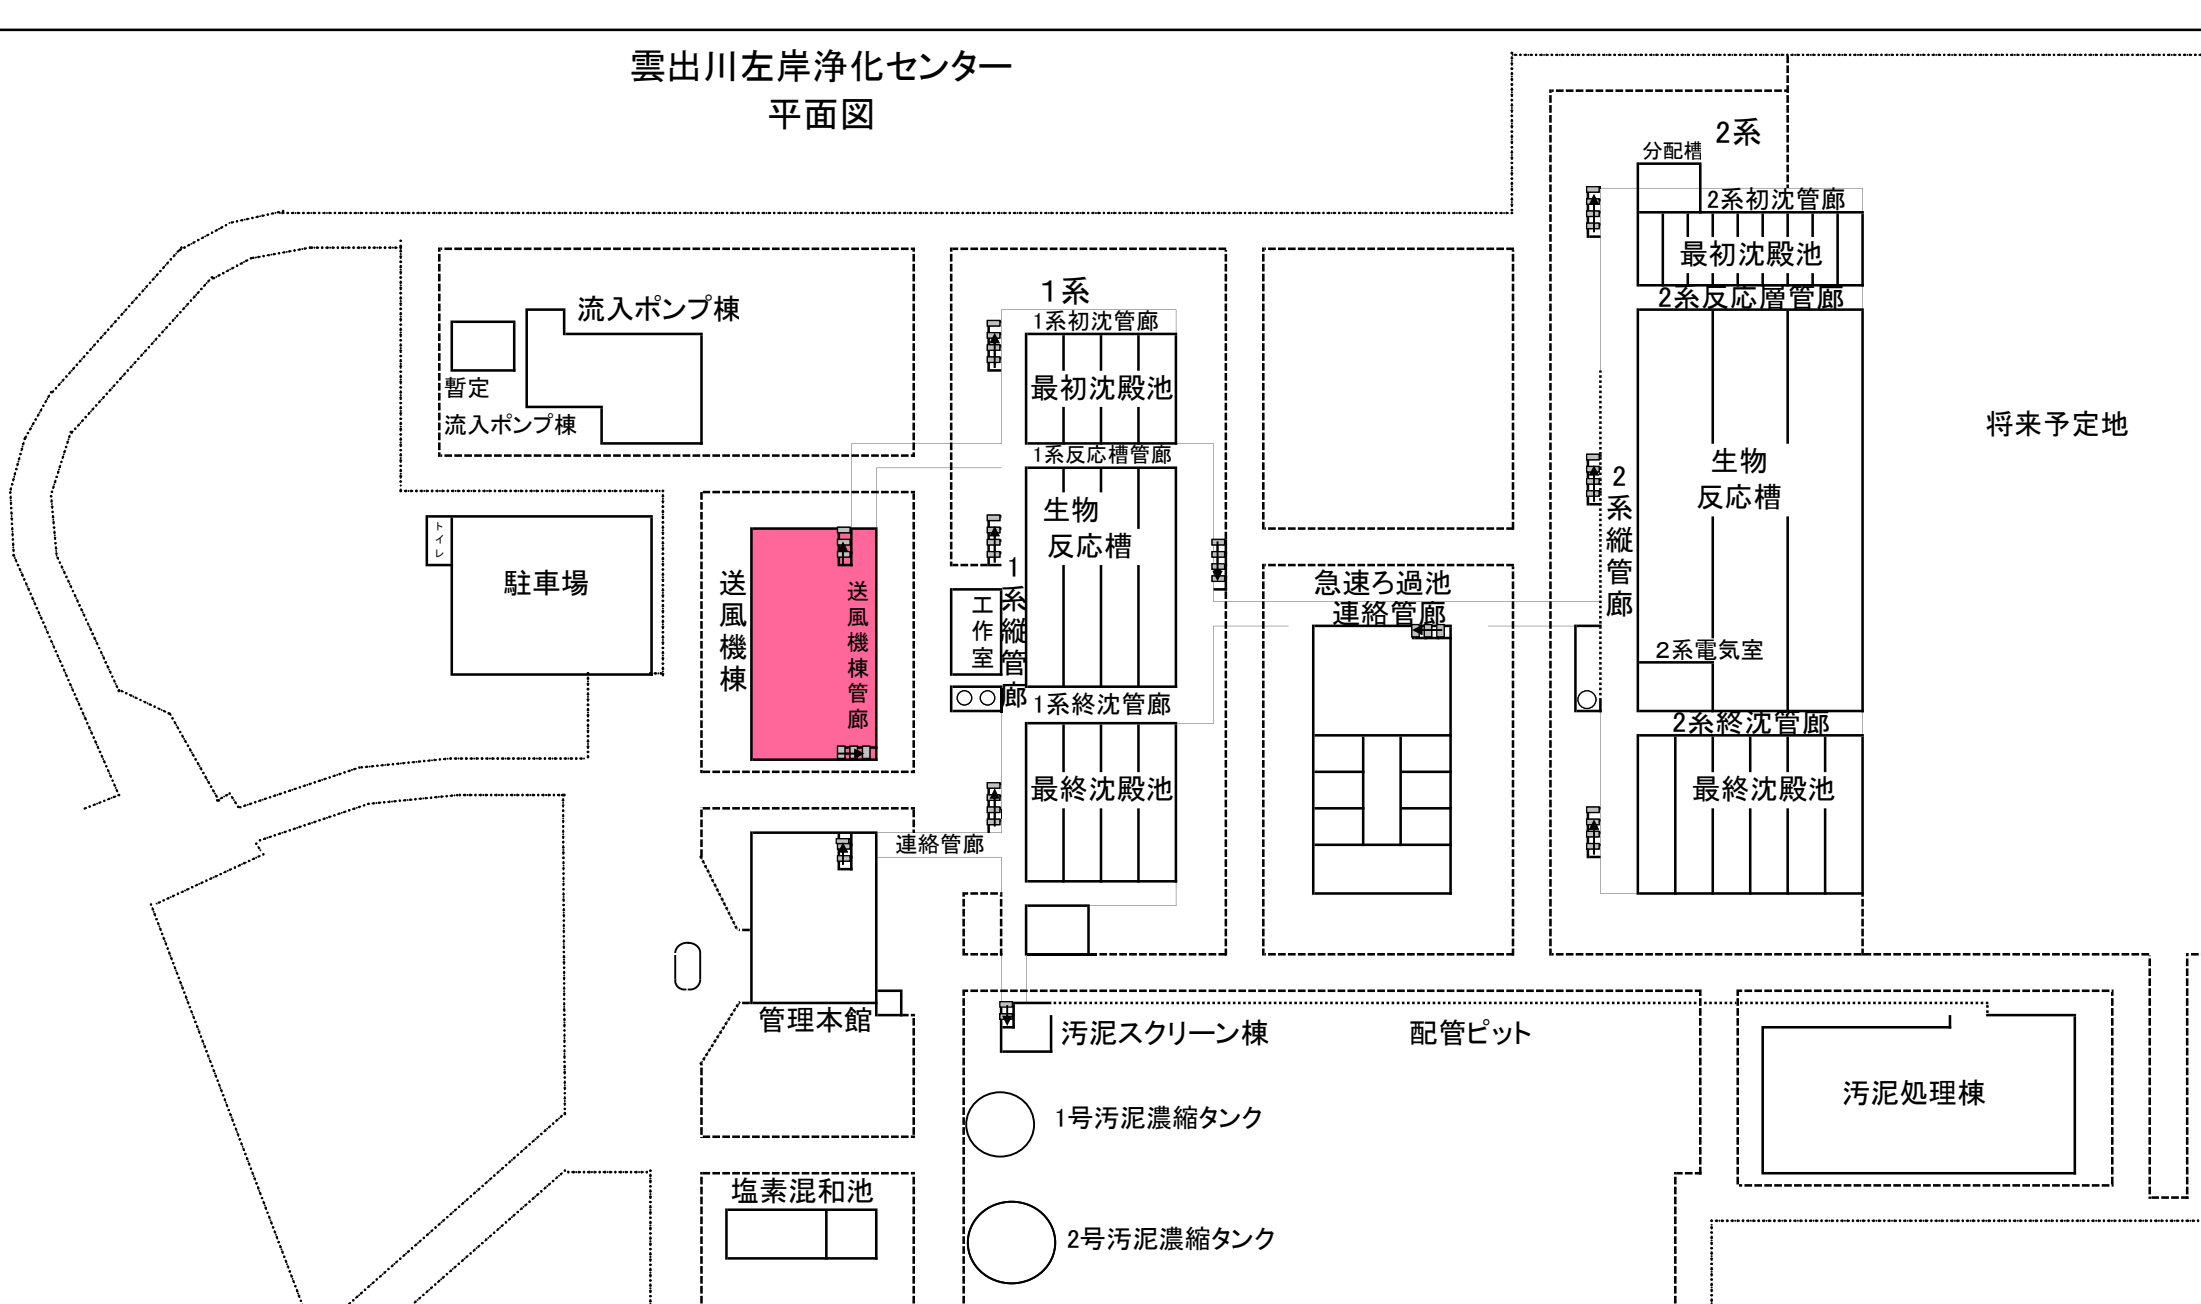 雲出川左岸浄化センター
平面図
2系
分配槽
2系初沈管廊
最初沈殿池
2系反応層管廊
生物
反応槽
2系縦管廊
2系電気室
2系終沈管廊
最終沈殿池
将来予定地
流入ポンプ棟
暫定
流入ポンプ棟
1系
1系初沈管廊
最初沈殿池
1系反応槽管廊
生物
反応槽
1系縦管廊
工作室
1系終沈管廊
最終沈殿池
トイレ
駐車場
送風機棟
送風機棟管廊
急速ろ過池
連絡管廊
連絡管廊
管理本館
汚泥スクリーン棟
配管ピット
汚泥処理棟
1号汚泥濃縮タンク
塩素混和池
2号汚泥濃縮タンク